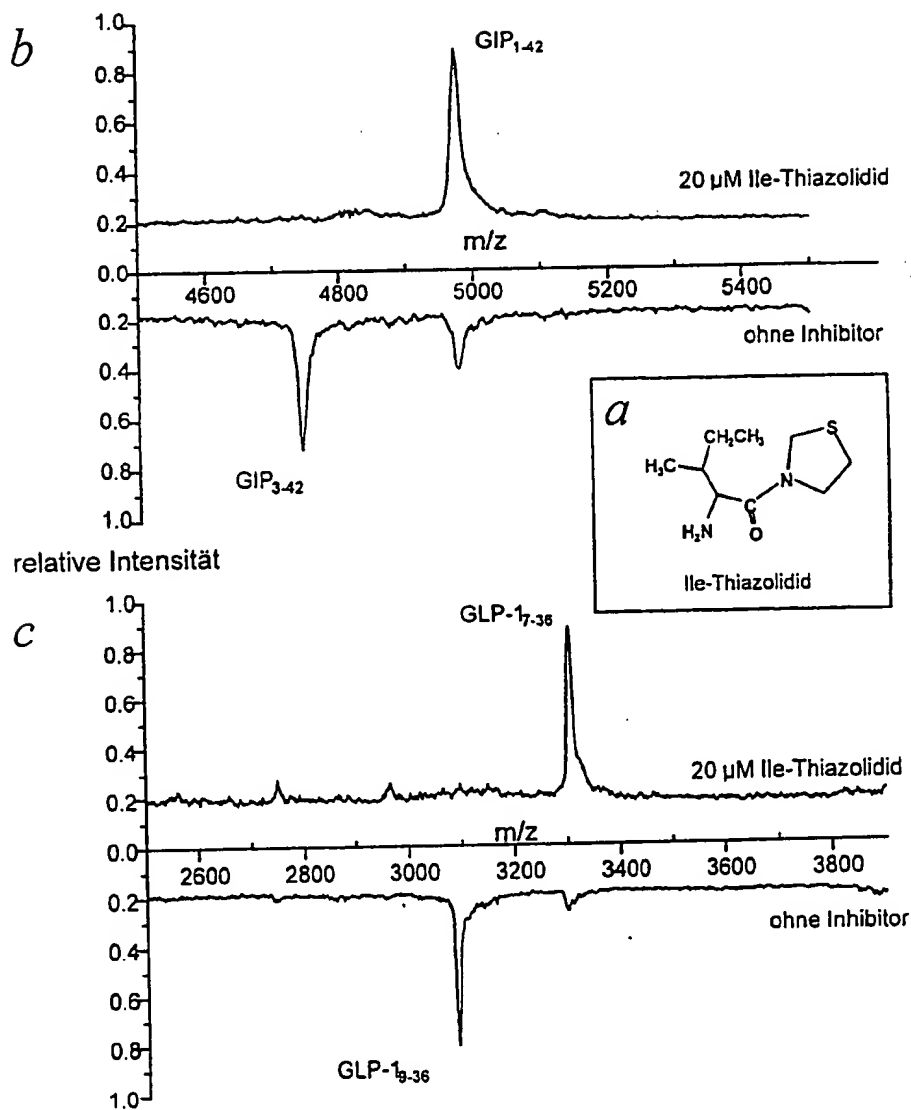 b
1.0
0.8
0.6
0.4
0.2
0.0
GIP1-42
20 µM Ile-Thiazolidid
m/z
4600 4800 5000 5200 5400
0.2
0.4
0.6
0.8
1.0
ohne Inhibitor
GIP3-42
a
CH2CH3
H3C
S
N
C
H2N
O
Ile-Thiazolidid
relative Intensität
c
1.0
0.8
0.6
0.4
0.2
0.0
GLP-17-36
20 µM Ile-Thiazolidid
m/z
2600 2800 3000 3200 3400 3600 3800
0.2
0.4
0.6
0.8
1.0
ohne Inhibitor
GLP-19-36